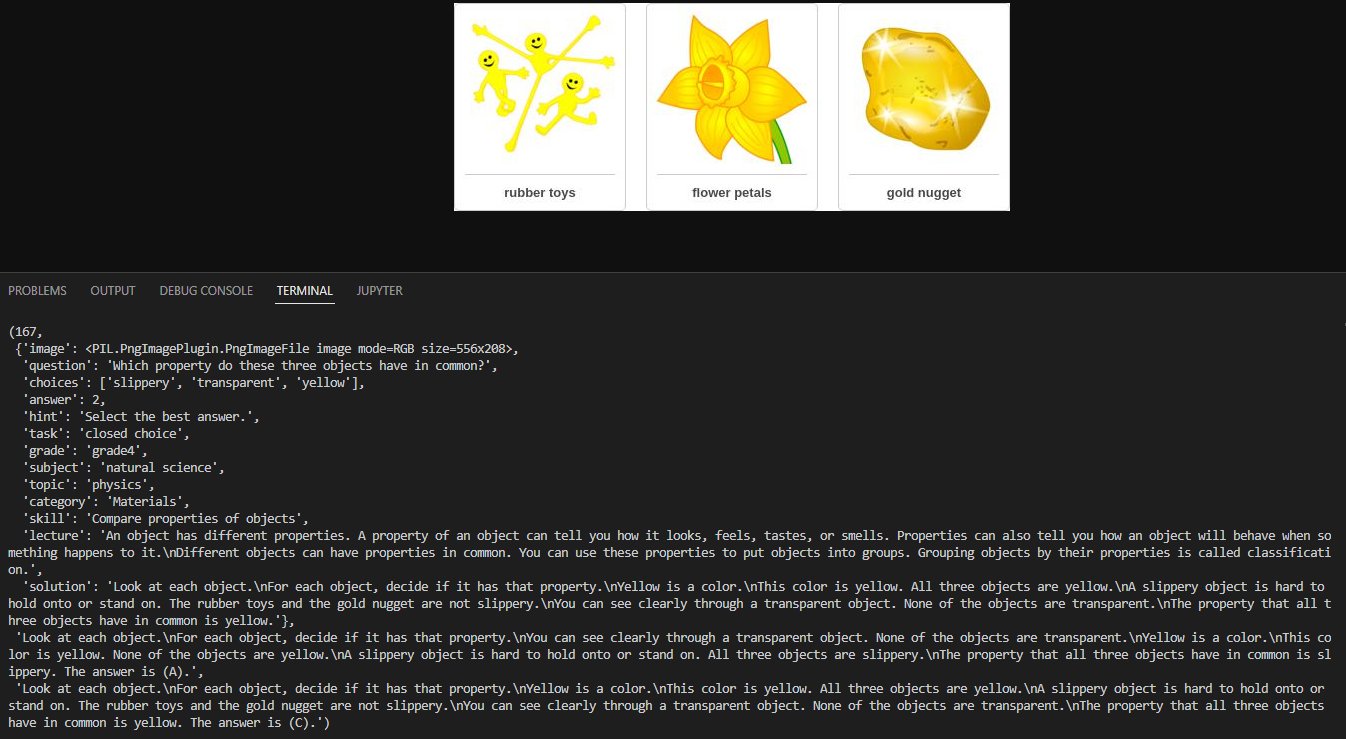 rubber toys flower petals gold nugget
PROBLEMS OUTPUT DEBUG CONSOLE TERMINAL JUPYTER
(167,
{'image': <PIL.PngImagePlugin.PngImageFile image mode=RGB size=556x208>,
'question': 'Which property do these three objects have in common?',
'choices': ['slippery', 'transparent', 'yellow'],
'answer': 2,
'hint': 'Select the best answer.',
'task': 'closed choice',
'grade': 'grade4',
'subject': 'natural science',
'topic': 'physics',
'category': 'Materials',
'skill': 'Compare properties of objects',
'lecture': 'An object has different properties. A property of an object can tell you how it looks, feels, tastes, or smells. Properties can also tell you how an object will behave when so
mething happens to it.\nDifferent objects can have properties in common. You can use these properties to put objects into groups. Grouping objects by their properties is called classificati
on.',
'solution': 'Look at each object.\nFor each object, decide if it has that property.\nYellow is a color.\nThis color is yellow. All three objects are yellow.\nA slippery object is hard to
hold onto or stand on. The rubber toys and the gold nugget are not slippery.\nYou can see clearly through a transparent object. None of the objects are transparent.\nThe property that all t
hree objects have in common is yellow.'},
'Look at each object.\nFor each object, decide if it has that property.\nYou can see clearly through a transparent object. None of the objects are transparent.\nYellow is a color.\nThis co
lor is yellow. None of the objects are yellow.\nA slippery object is hard to hold onto or stand on. All three objects are slippery.\nThe property that all three objects have in common is sl
ippery. The answer is (A).',
'Look at each object.\nFor each object, decide if it has that property.\nYellow is a color.\nThis color is yellow. All three objects are yellow.\nA slippery object is hard to hold onto or
stand on. The rubber toys and the gold nugget are not slippery.\nYou can see clearly through a transparent object. None of the objects are transparent.\nThe property that all three objects
have in common is yellow. The answer is (C).')